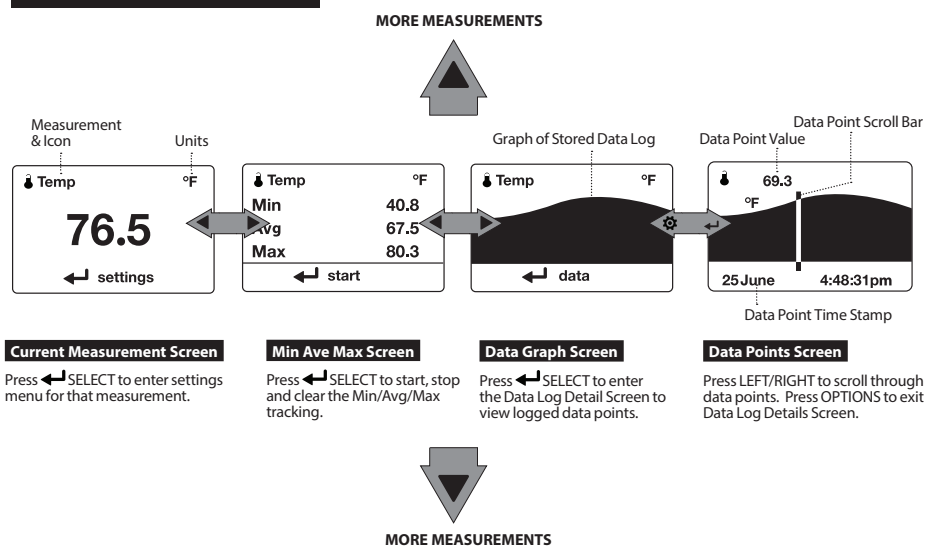 MORE MEASUREMENTS
Measurement
& Icon
Units
Graph of Stored Data Log
Data Point Value
Data Point Scroll Bar
Temp °F
76.5
settings
Temp °F
Min 40.8
Avg 67.5
Max 80.3
start
Temp °F
data
69.3
°F
25 June 4:48:31pm
Data Point Time Stamp
Current Measurement Screen
Press SELECT to enter settings
menu for that measurement.
Min Ave Max Screen
Press SELECT to start, stop
and clear the Min/Avg/Max
tracking.
Data Graph Screen
Press SELECT to enter
the Data Log Detail Screen to
view logged data points.
Data Points Screen
Press LEFT/RIGHT to scroll through
data points. Press OPTIONS to exit
Data Log Details Screen.
MORE MEASUREMENTS